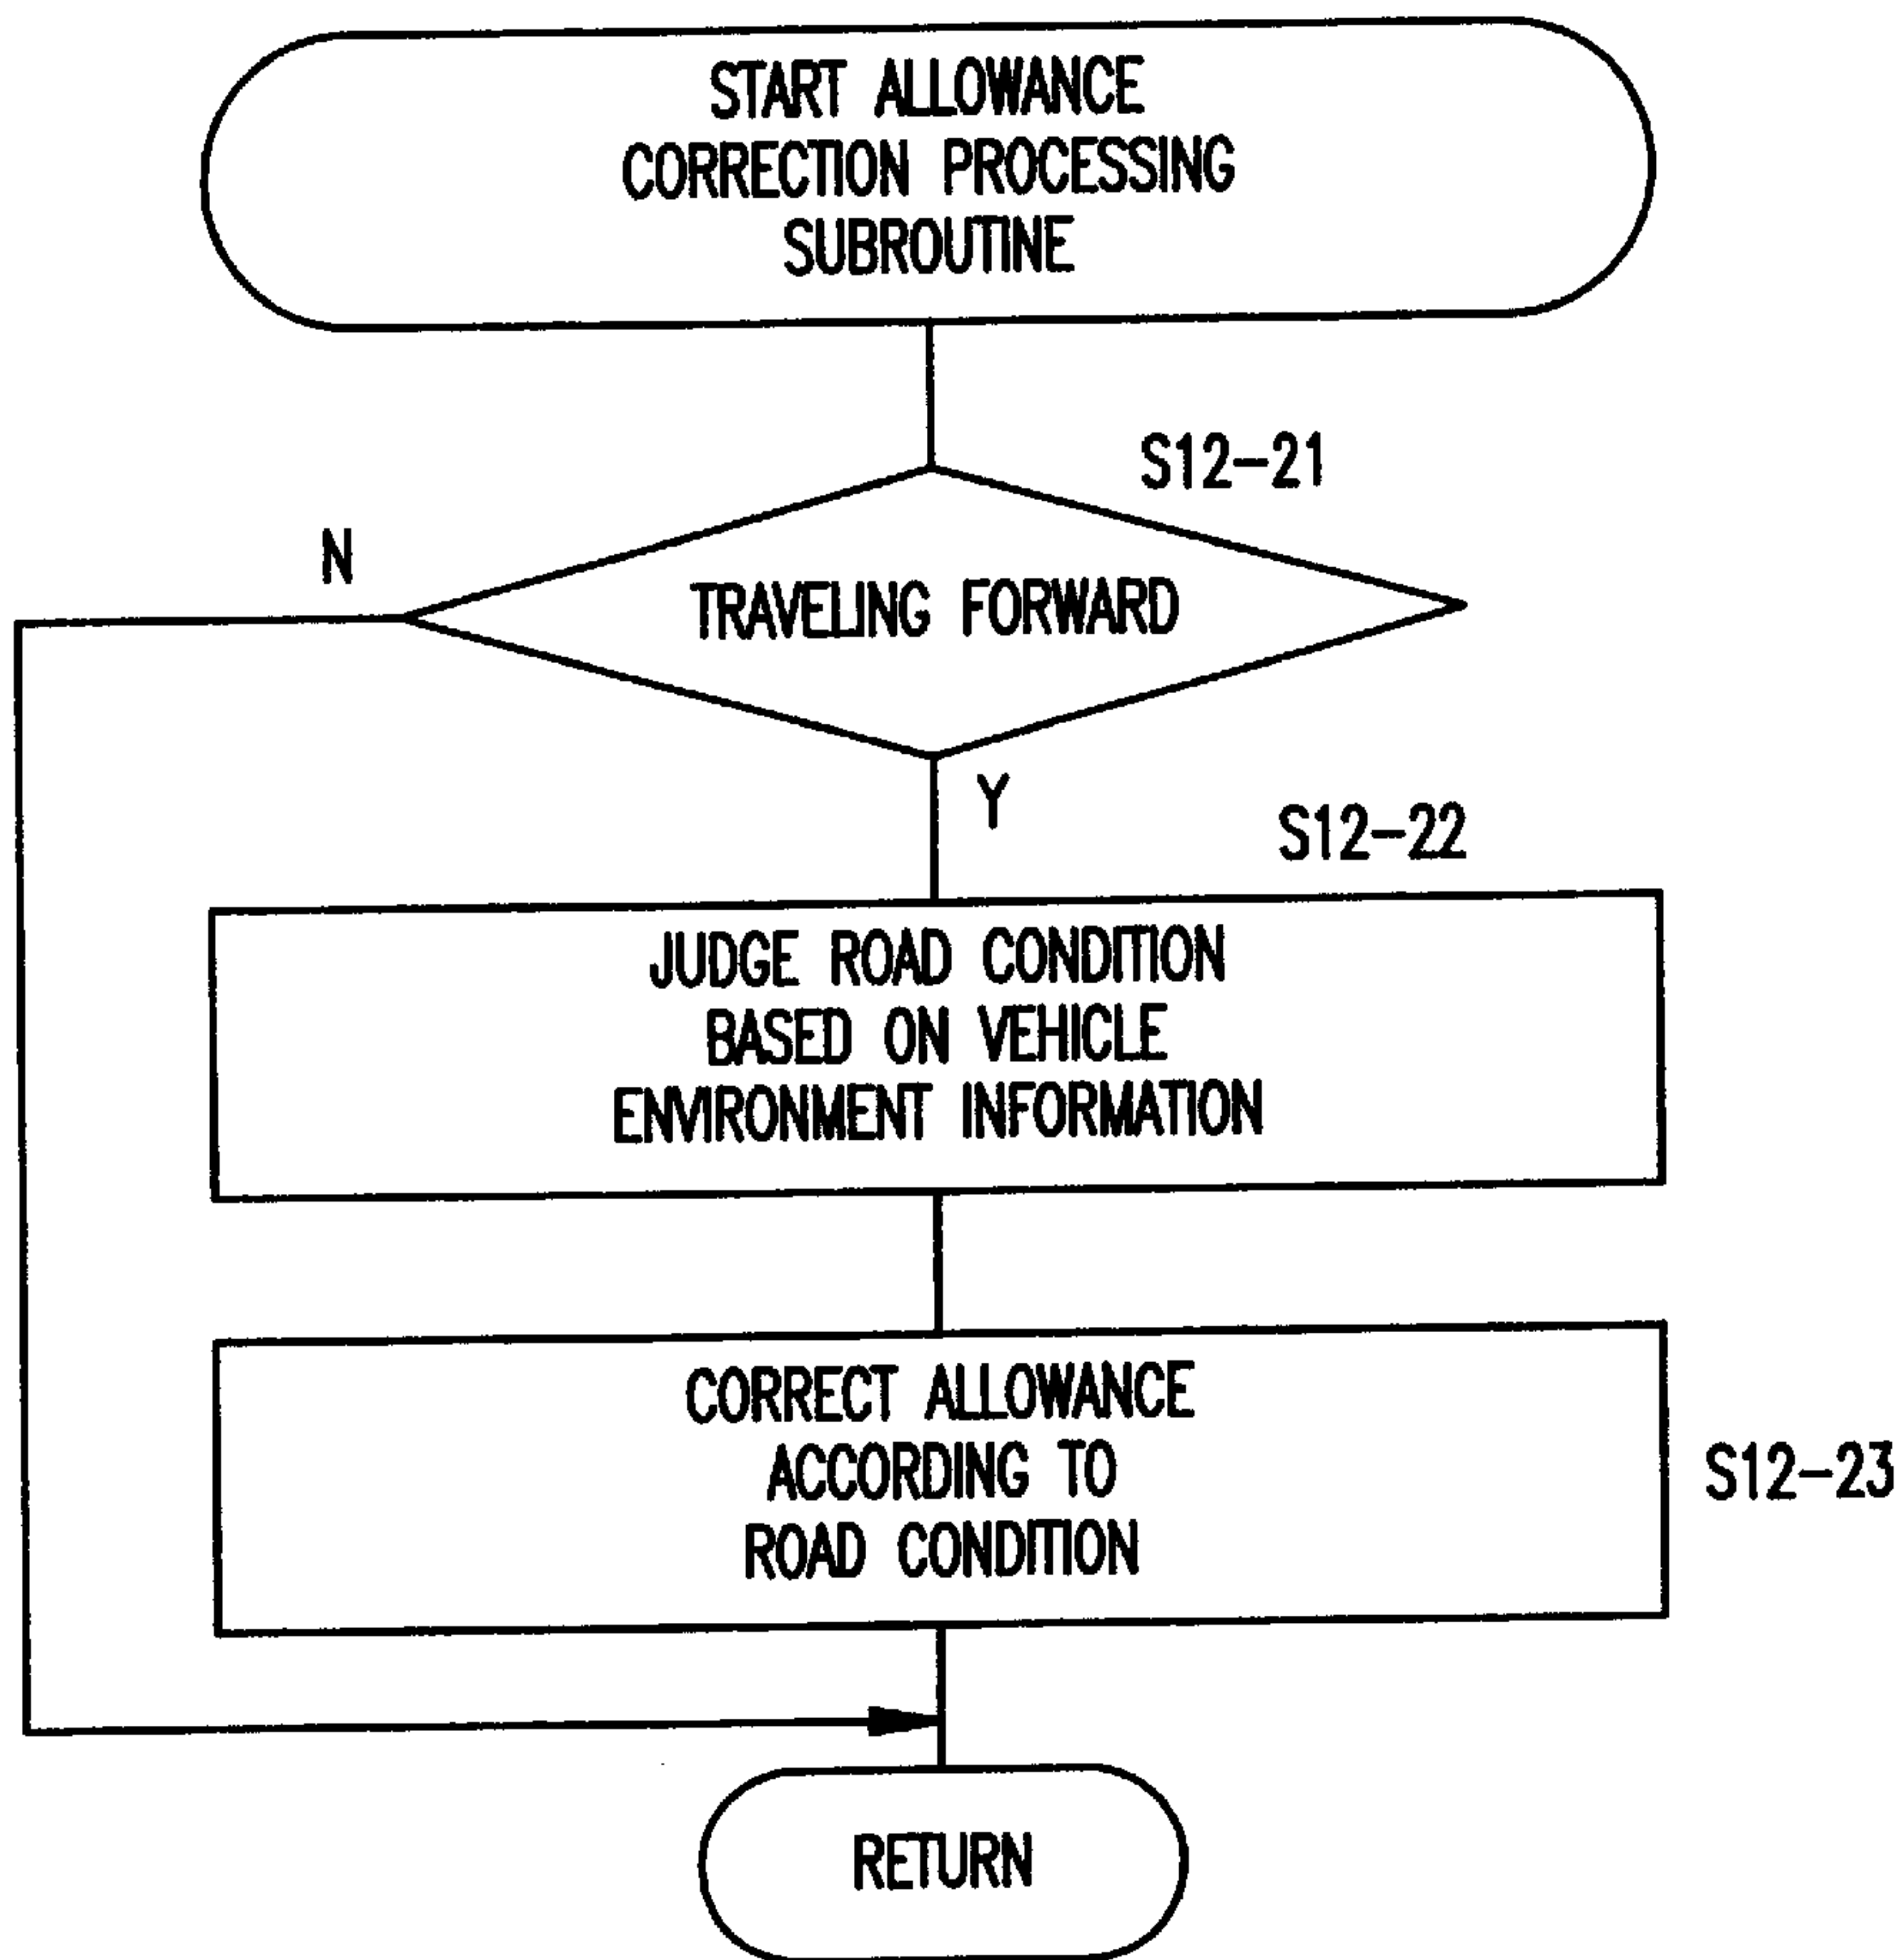 START ALLOWANCE
CORRECTION PROCESSING
SUBROUTINE
S12-21
N
TRAVELING FORWARD
Y
S12-22
JUDGE ROAD CONDITION
BASED ON VEHICLE
ENVIRONMENT INFORMATION
CORRECT ALLOWANCE
ACCORDING TO
ROAD CONDITION
S12-23
RETURN